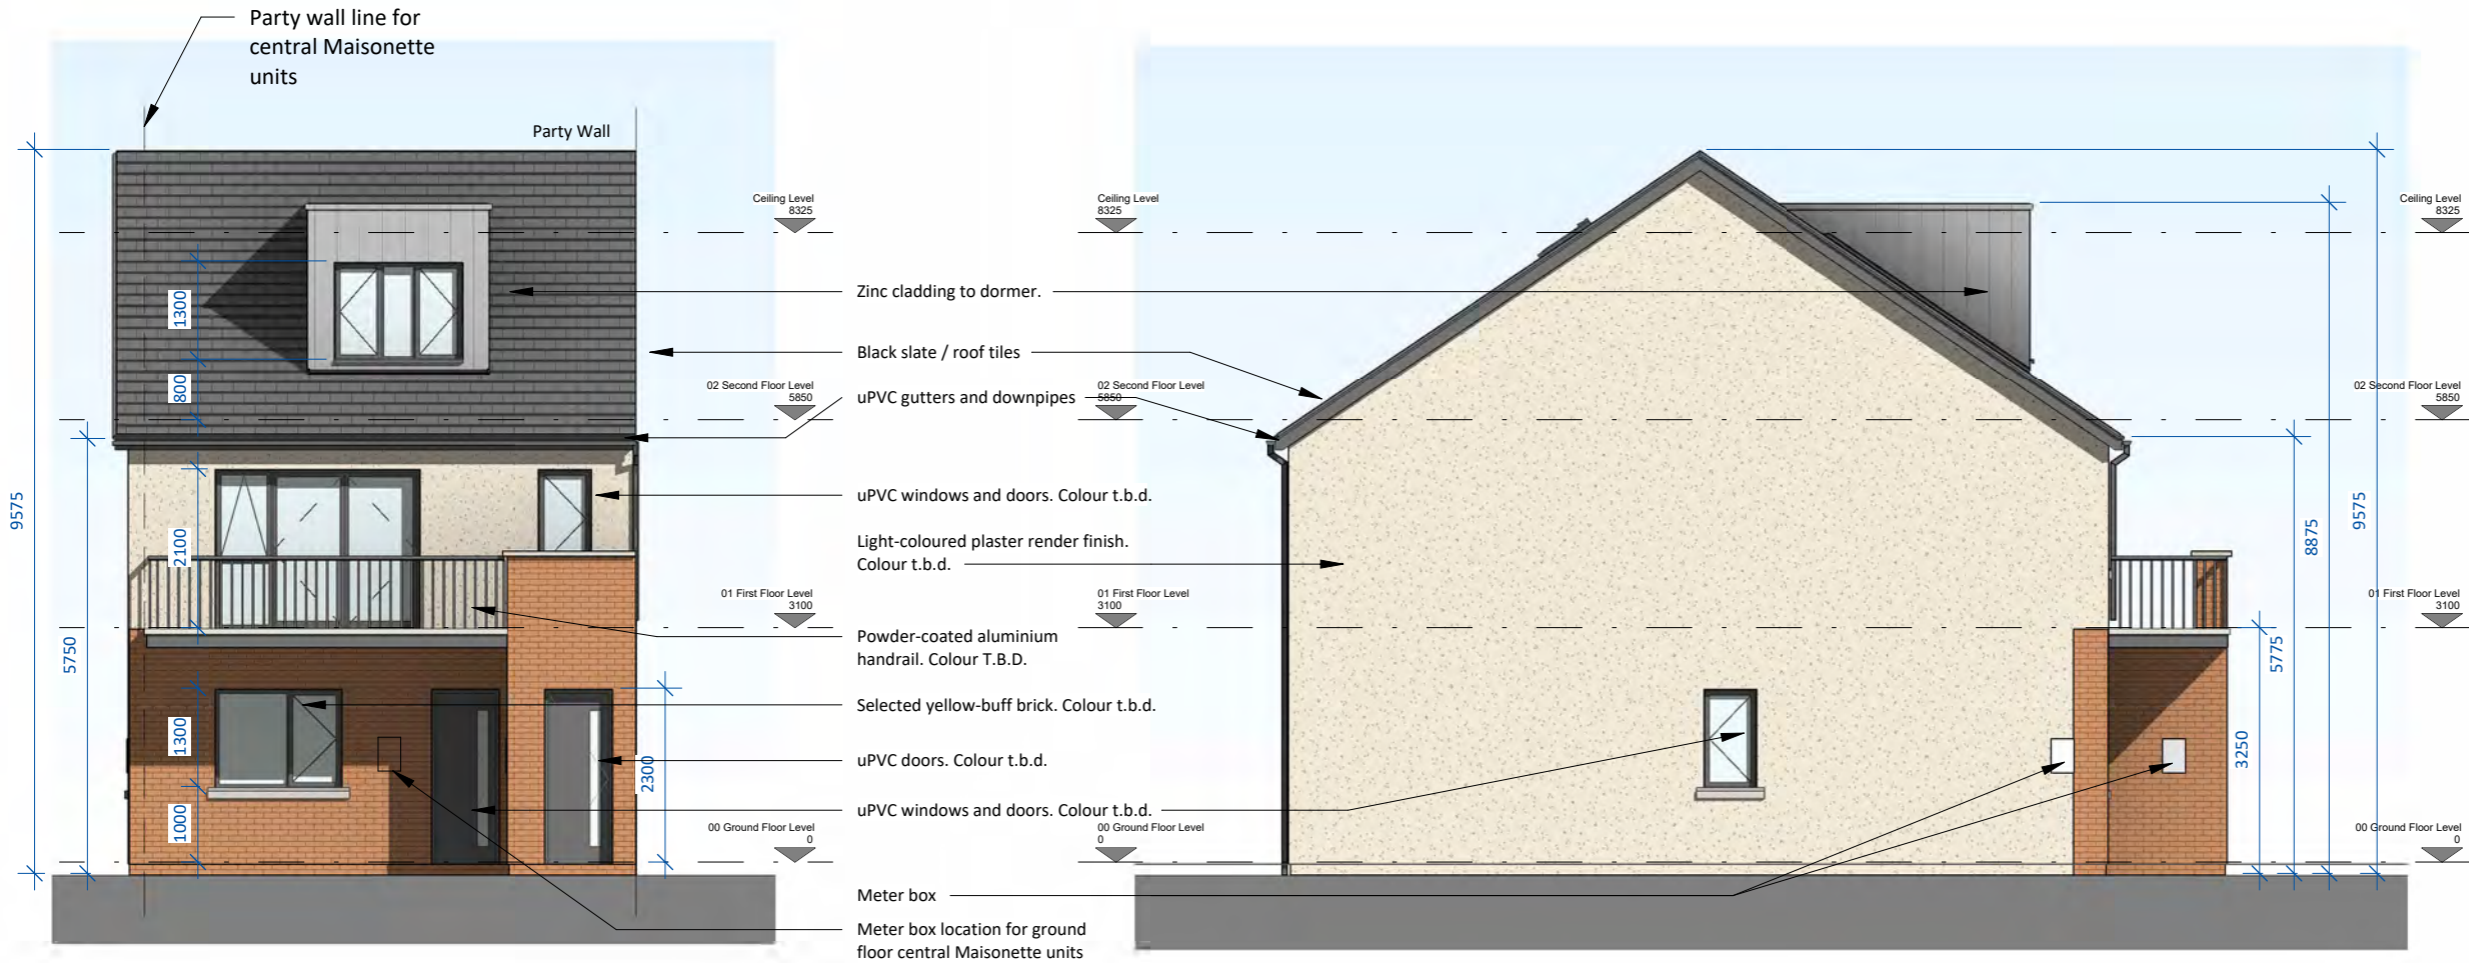 Party wall line for
central Maisonette
units
Party Wall
9575
5750
1300
800
2100
1300
1000
2300
Ceiling Level
8325
02 Second Floor Level
5850
01 First Floor Level
3100
00 Ground Floor Level
0
Zinc cladding to dormer.
Black slate / roof tiles
uPVC gutters and downpipes
uPVC windows and doors. Colour t.b.d.
Light-coloured plaster render finish.
Colour t.b.d.
Powder-coated aluminium
handrail. Colour T.B.D.
Selected yellow-buff brick. Colour t.b.d.
uPVC doors. Colour t.b.d.
uPVC windows and doors. Colour t.b.d.
Meter box
Meter box location for ground
floor central Maisonette units
Ceiling Level
8325
02 Second Floor Level
5850
01 First Floor Level
3100
00 Ground Floor Level
0
3250
5775
8875
9575
Ceiling Level
8325
02 Second Floor Level
5850
01 First Floor Level
3100
00 Ground Floor Level
0